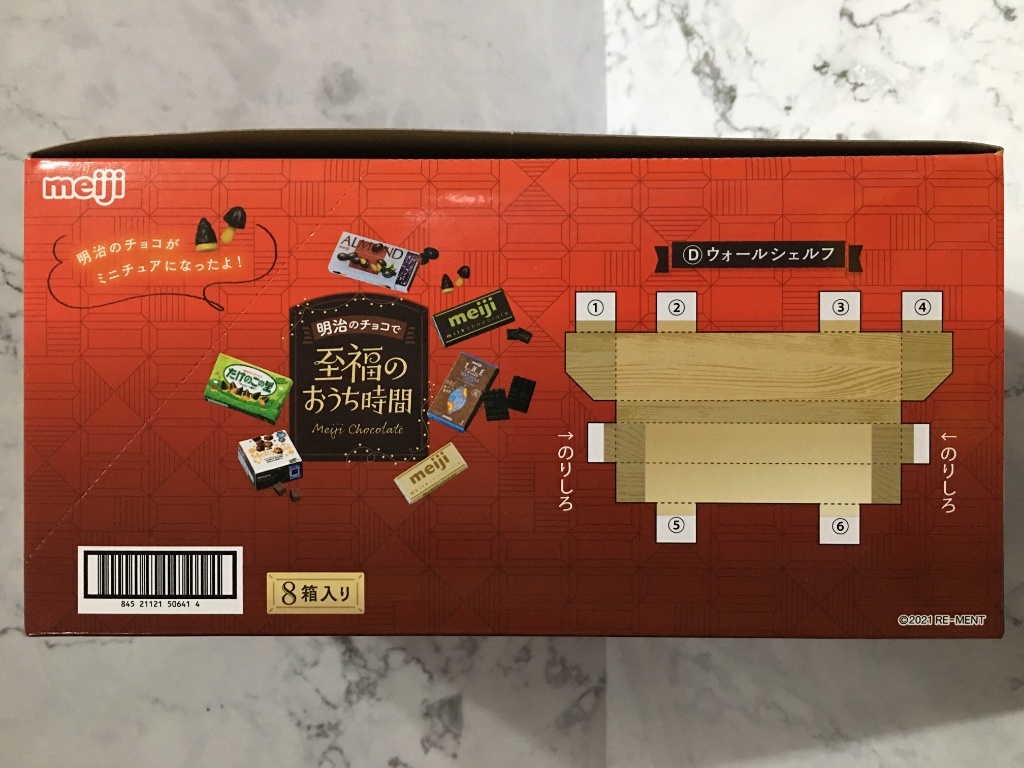 meiji
明治のチョコが
ミニチュアになったよ!
ALMOND
meiji
milk chocolate
明治のチョコで
至福の
おうち時間
Meiji Chocolate
たけのこの里
meiji
Ⓓウォールシェルフ
① ② ③ ④
→のりしろ
←のりしろ
⑤ ⑥
845 21121 50641 4
8箱入り
©2021 RE-MENT